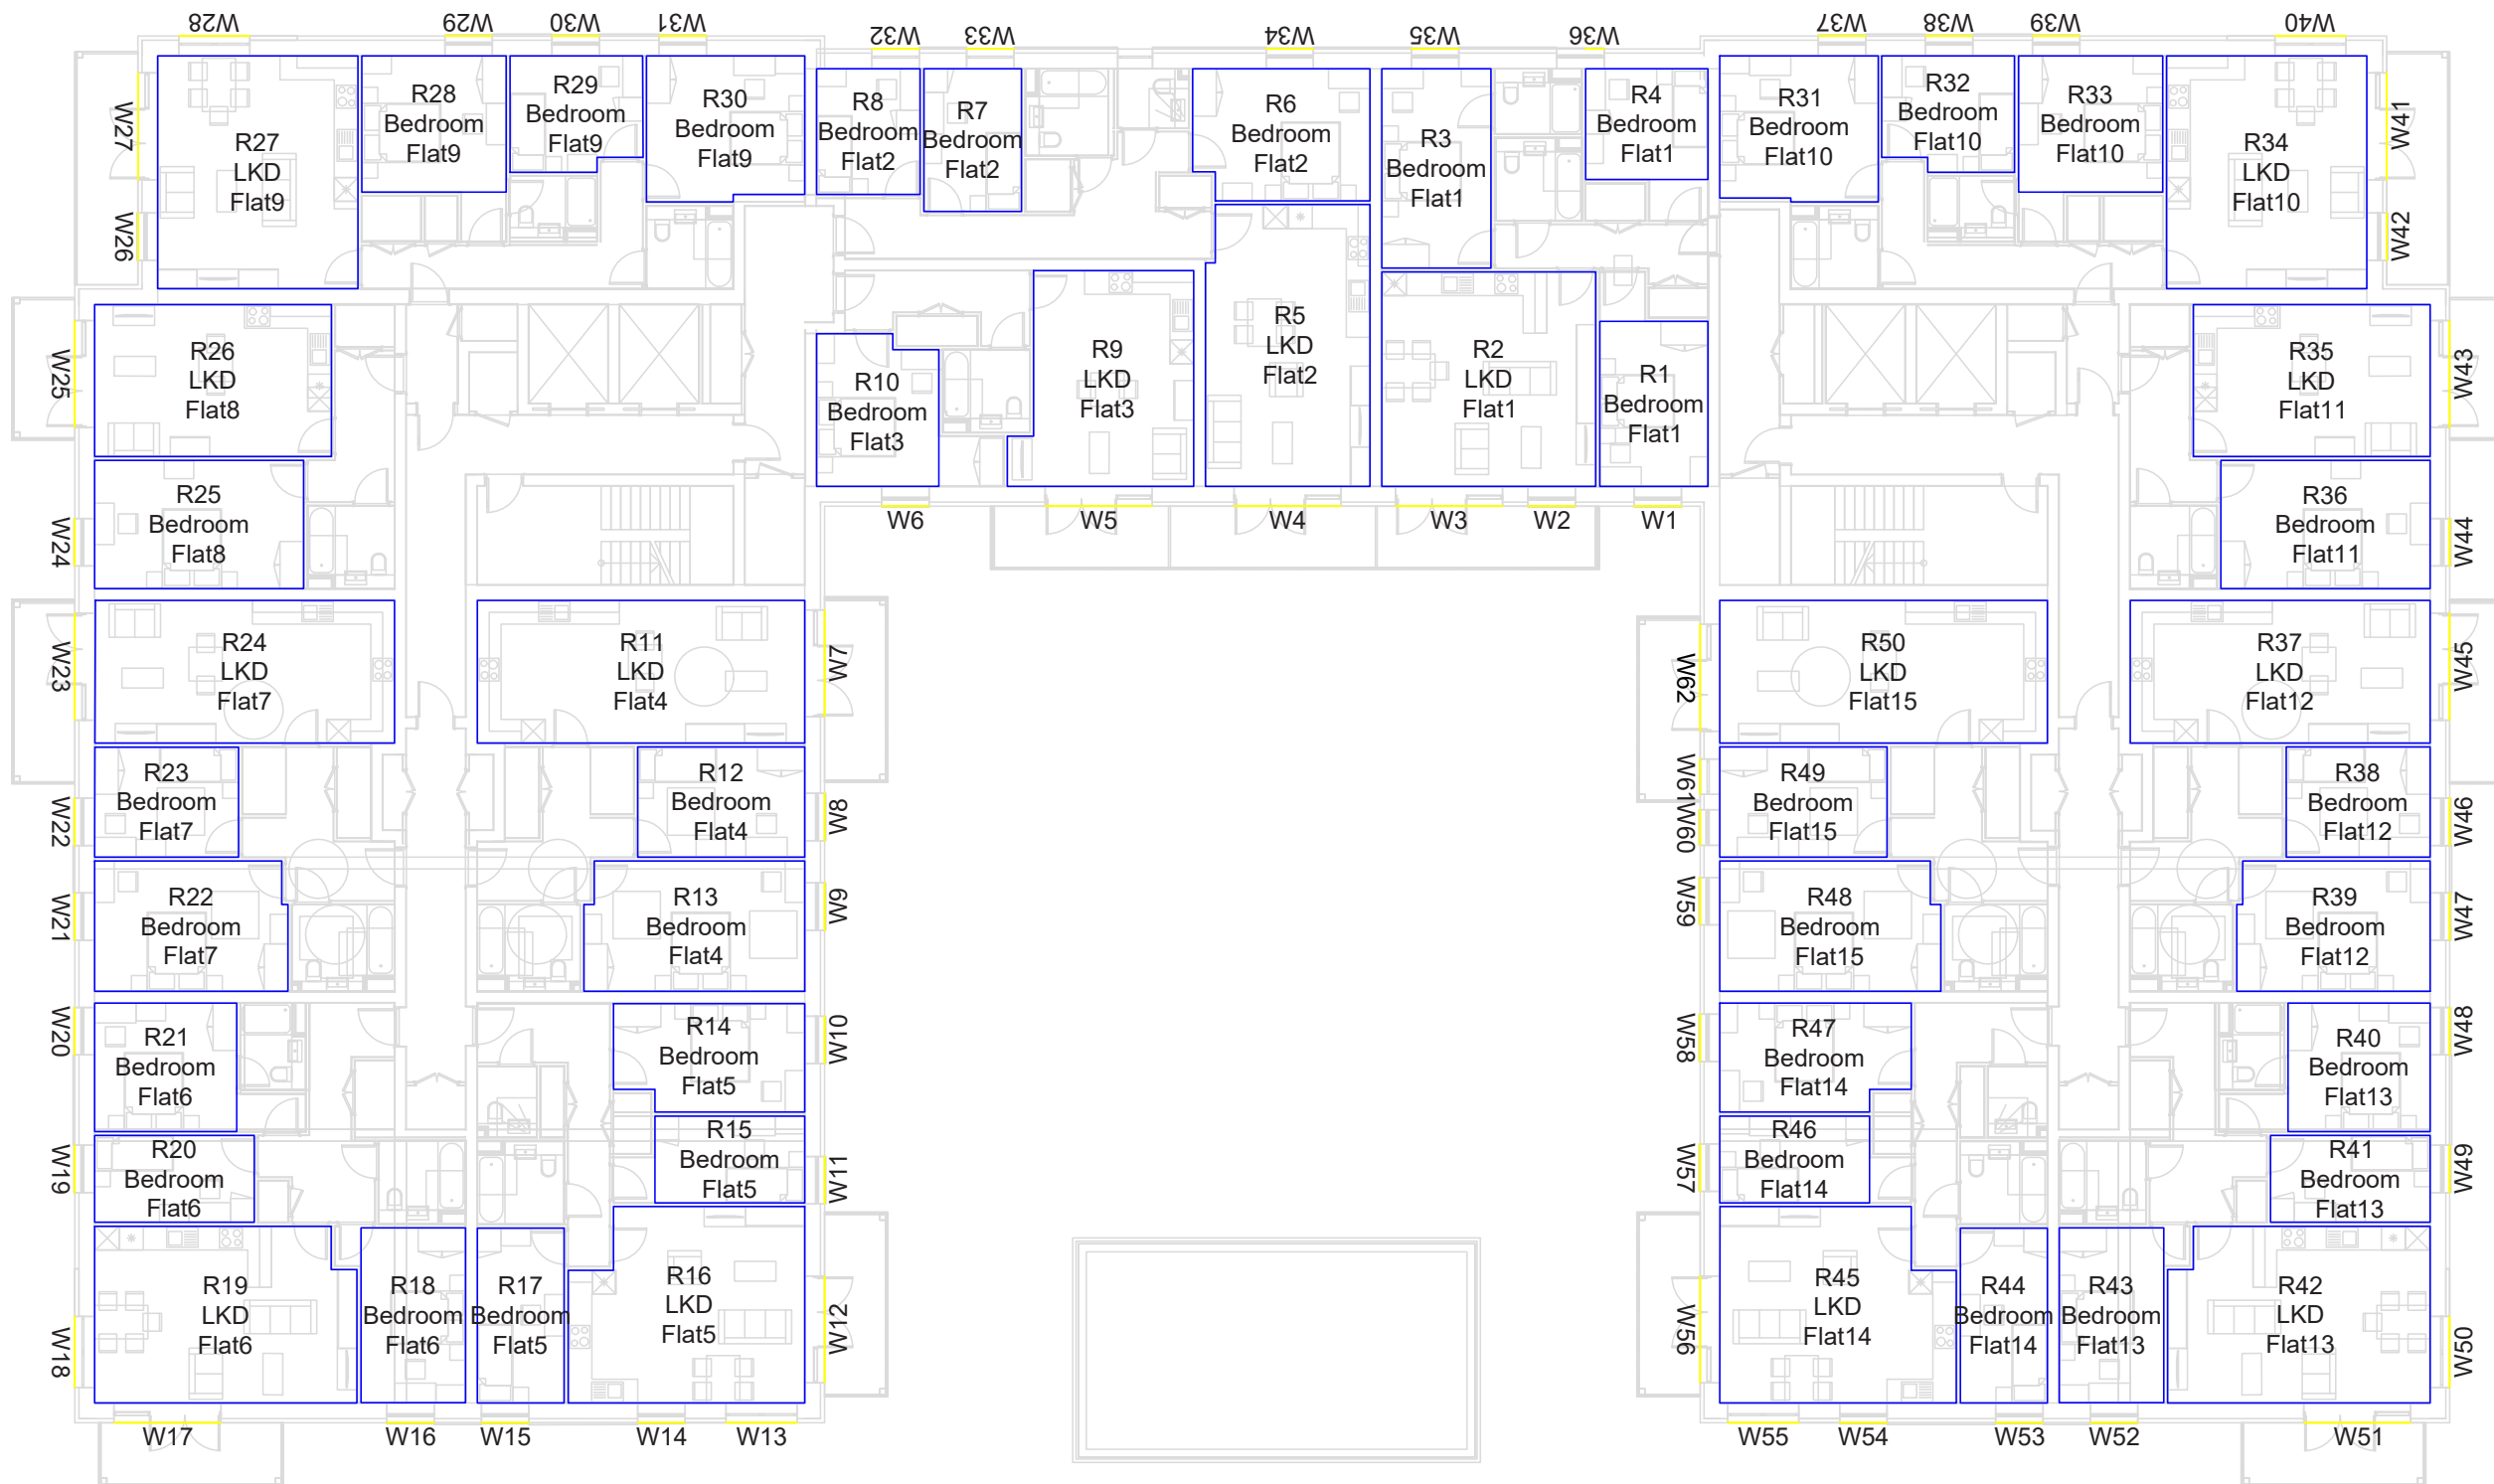 W28
W29
W30
W31
W32
W33
W34
W35
W36
W37
W38
W39
W40
W27
W26
R27
LKD
Flat9
R28
Bedroom
Flat9
R29
Bedroom
Flat9
R30
Bedroom
Flat9
R8
Bedroom
Flat2
R7
Bedroom
Flat2
R6
Bedroom
Flat2
R3
Bedroom
Flat1
R4
Bedroom
Flat1
R31
Bedroom
Flat10
R32
Bedroom
Flat10
R33
Bedroom
Flat10
R34
LKD
Flat10
W41
W42
W25
R26
LKD
Flat8
R10
Bedroom
Flat3
R9
LKD
Flat3
R5
LKD
Flat2
R2
LKD
Flat1
R1
Bedroom
Flat1
R35
LKD
Flat11
W43
W24
R25
Bedroom
Flat8
W6
W5
W4
W3
W2
W1
R36
Bedroom
Flat11
W44
W23
R24
LKD
Flat7
R11
LKD
Flat4
W7
W62
R50
LKD
Flat15
R37
LKD
Flat12
W45
W22
R23
Bedroom
Flat7
R12
Bedroom
Flat4
W8
W61
W60
R49
Bedroom
Flat15
R38
Bedroom
Flat12
W46
W21
R22
Bedroom
Flat7
R13
Bedroom
Flat4
W9
W59
R48
Bedroom
Flat15
R39
Bedroom
Flat12
W47
W20
R21
Bedroom
Flat6
R14
Bedroom
Flat5
W10
W58
R47
Bedroom
Flat14
R40
Bedroom
Flat13
W48
W19
R20
Bedroom
Flat6
R15
Bedroom
Flat5
W11
W57
R46
Bedroom
Flat14
R41
Bedroom
Flat13
W49
W18
R19
LKD
Flat6
R18
Bedroom
Flat6
R17
Bedroom
Flat5
R16
LKD
Flat5
W12
W56
R45
LKD
Flat14
R44
Bedroom
Flat14
R43
Bedroom
Flat13
R42
LKD
Flat13
W50
W17
W16
W15
W14
W13
W55
W54
W53
W52
W51